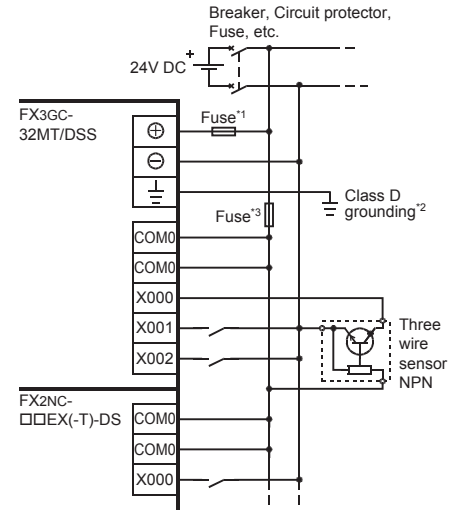 Breaker, Circuit protector,
Fuse, etc.
+
24V DC
FX3GC-
32MT/DSS
⊕
Fuse*1
⊖
Class D
grounding*2
Fuse*3
COM0
COM0
X000
X001
X002
Three
wire
sensor
NPN
FX2NC-
□□EX(-T)-DS
COM0
COM0
X000